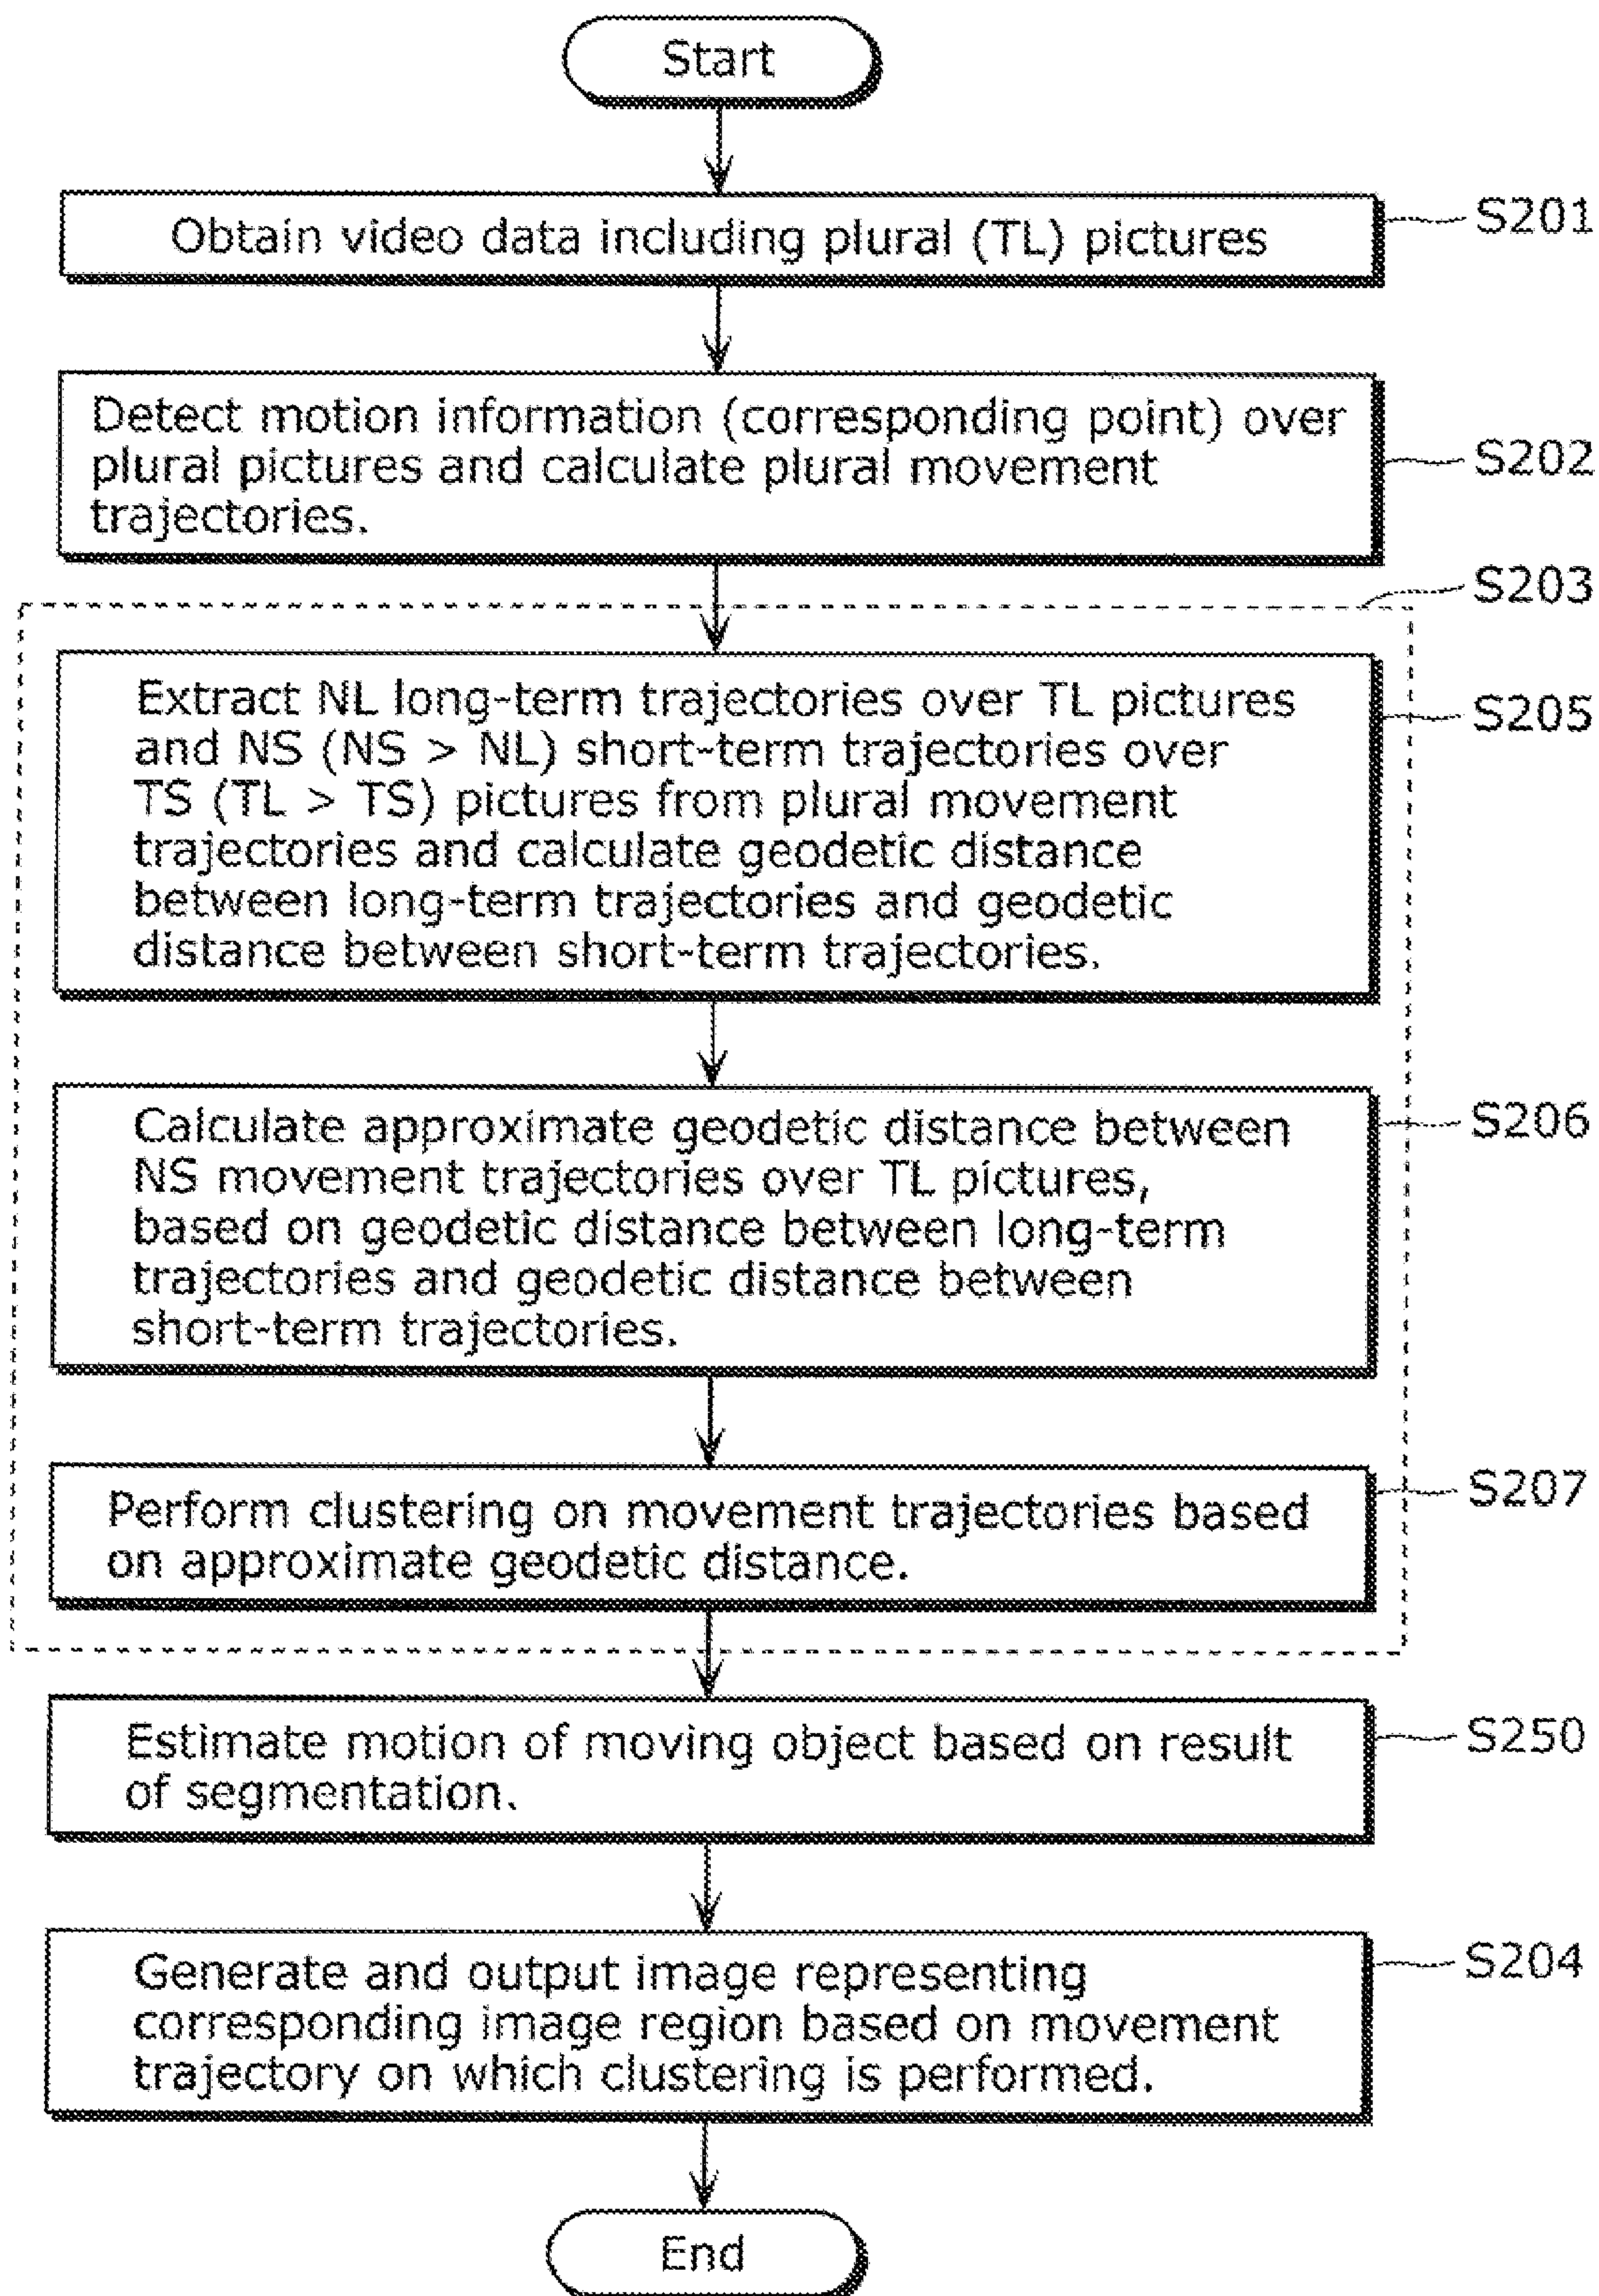 Start
Obtain video data including plural (TL) pictures
S201
Detect motion information (corresponding point) over
plural pictures and calculate plural movement
trajectories.
S202
S203
Extract NL long-term trajectories over TL pictures
and NS (NS > NL) short-term trajectories over
TS (TL > TS) pictures from plural movement
trajectories and calculate geodetic distance
between long-term trajectories and geodetic
distance between short-term trajectories.
S205
Calculate approximate geodetic distance between
NS movement trajectories over TL pictures,
based on geodetic distance between long-term
trajectories and geodetic distance between
short-term trajectories.
S206
Perform clustering on movement trajectories based
on approximate geodetic distance.
S207
Estimate motion of moving object based on result
of segmentation.
S250
Generate and output image representing
corresponding image region based on movement
trajectory on which clustering is performed.
S204
End